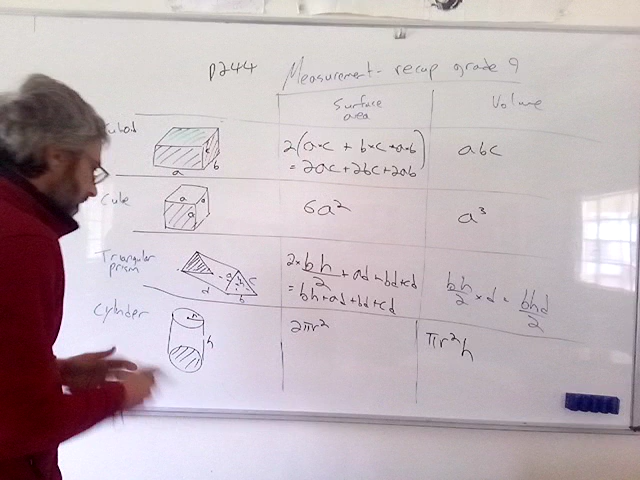 p244 Measurement - recap grade 9
Surface area
Volume
2(a×c + b×c + a×b)
= 2ac + 2bc + 2ab
abc
a
b
c
Cube
a
a
a
6a²
a³
Triangular prism
a
c
d
b
2×bh/2 + ad + bd + cd
= bh + ad + bd + cd
bh/2 × d = bhd/2
Cylinder
r
h
2πr²
πr²h